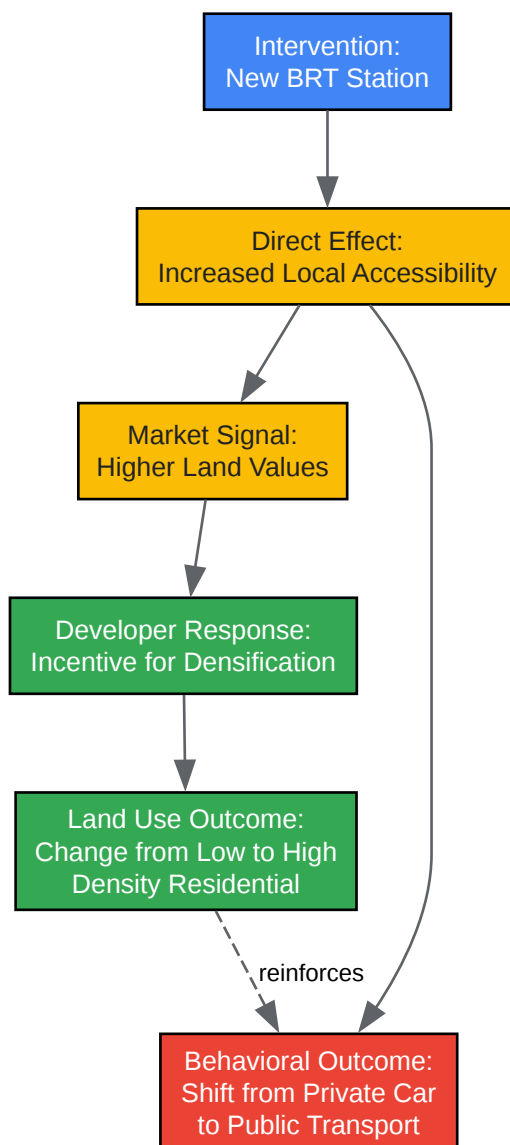 Intervention:
New BRT Station
Direct Effect:
Increased Local Accessibility
Market Signal:
Higher Land Values
Developer Response:
Incentive for Densification
Land Use Outcome:
Change from Low to High
Density Residential
reinforces
Behavioral Outcome:
Shift from Private Car
to Public Transport